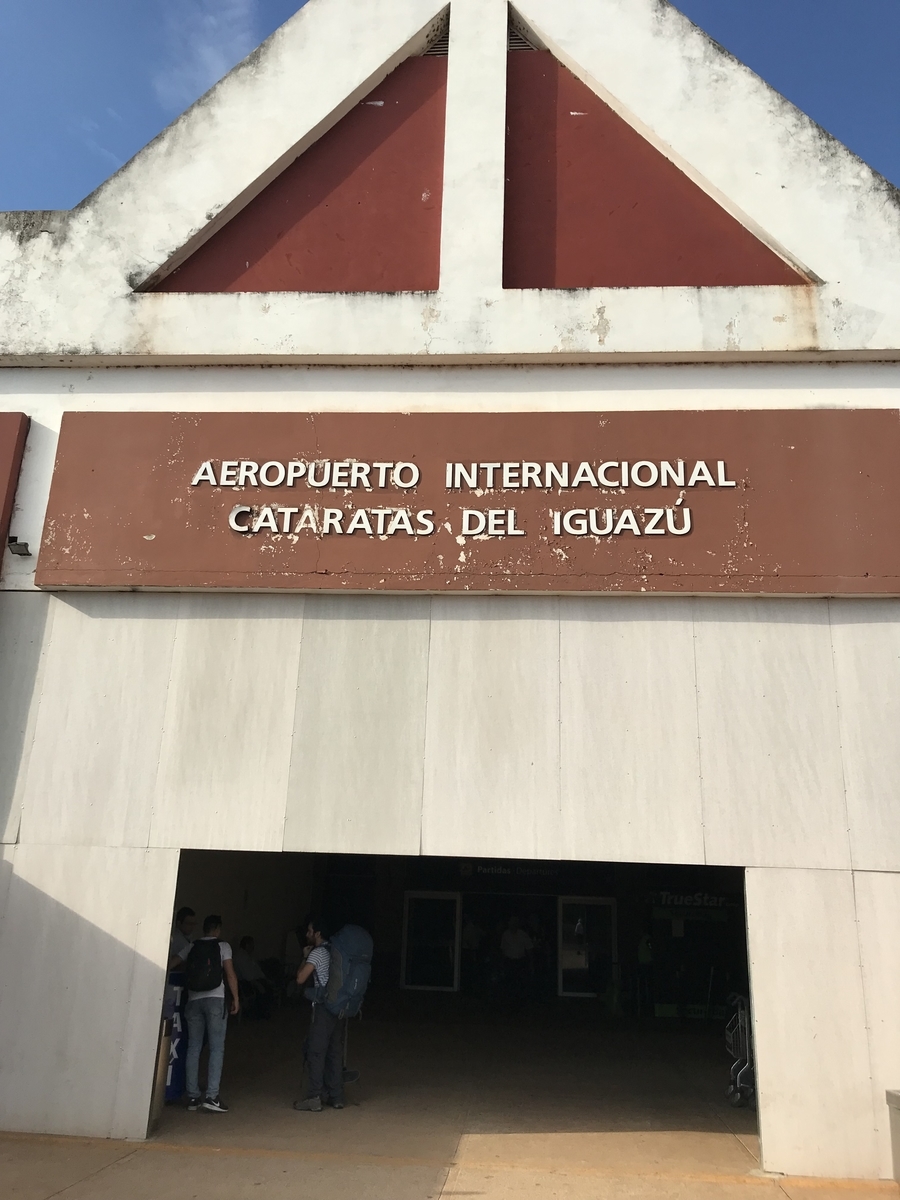 AEROPUERTO INTERNACIONAL
CATARATAS DEL IGUAZÚ
Partidas
TrueStar